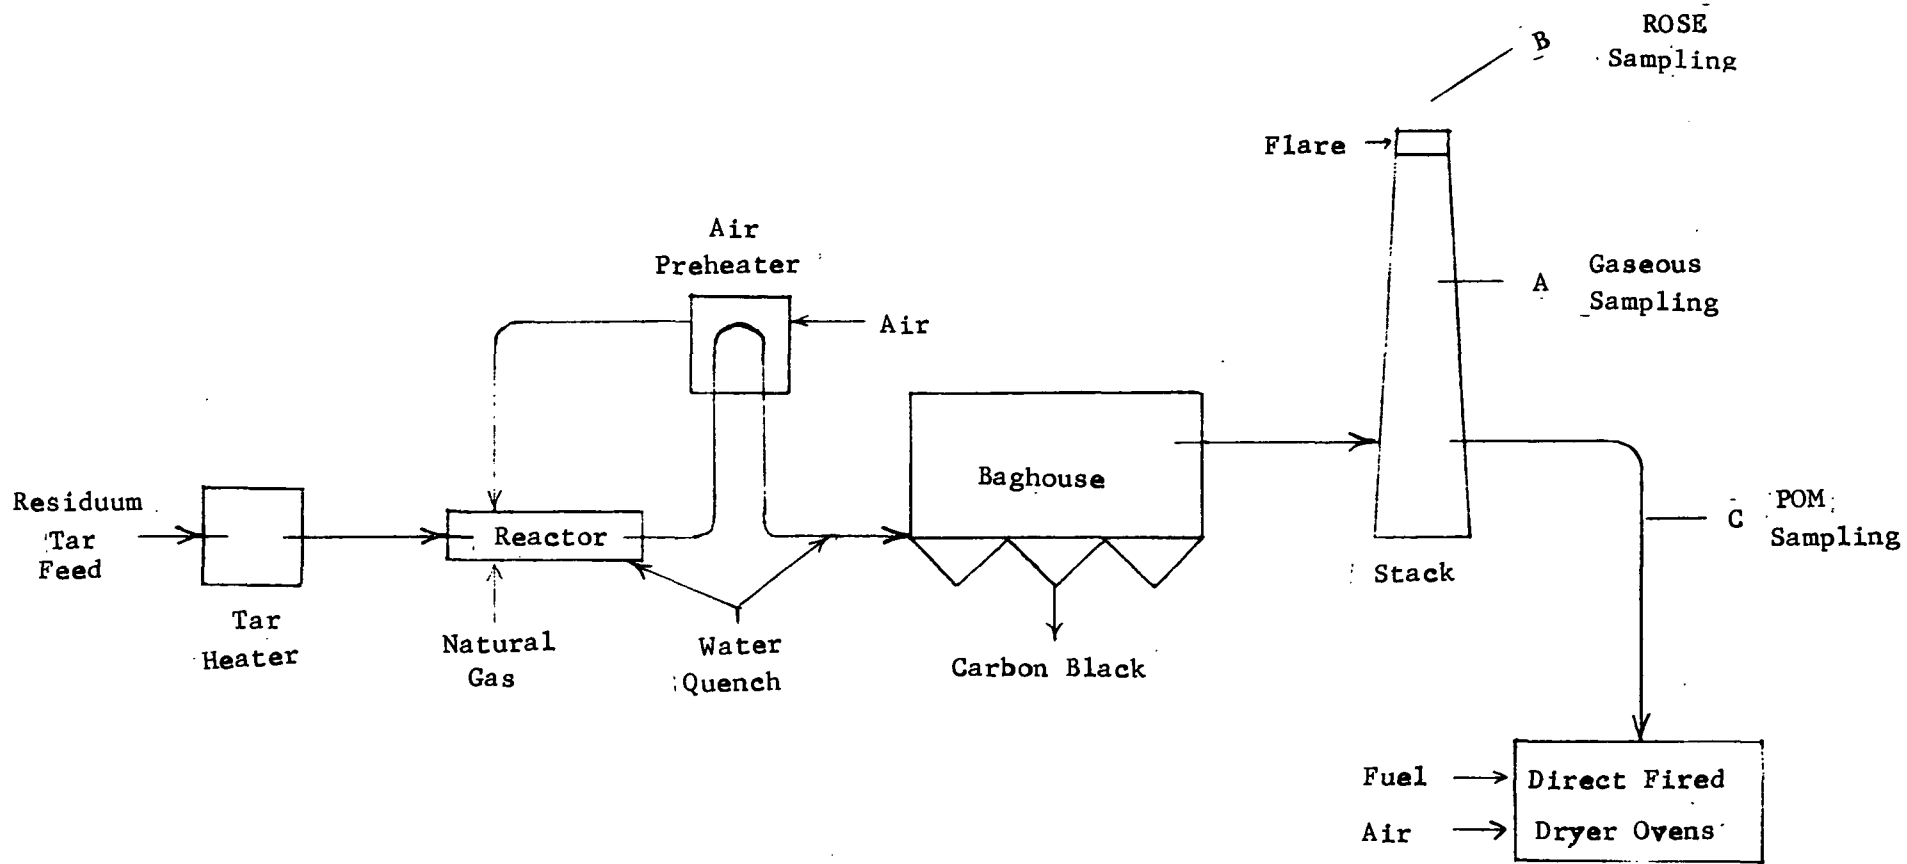 B
ROSE
Sampling
Flare
A
Gaseous
Sampling
Air
Preheater
Air
Residuum
Tar
Feed
Tar
Heater
Reactor
Natural
Gas
Water
Quench
Baghouse
Carbon Black
Stack
C
POM
Sampling
Fuel
Air
Direct Fired
Dryer Ovens